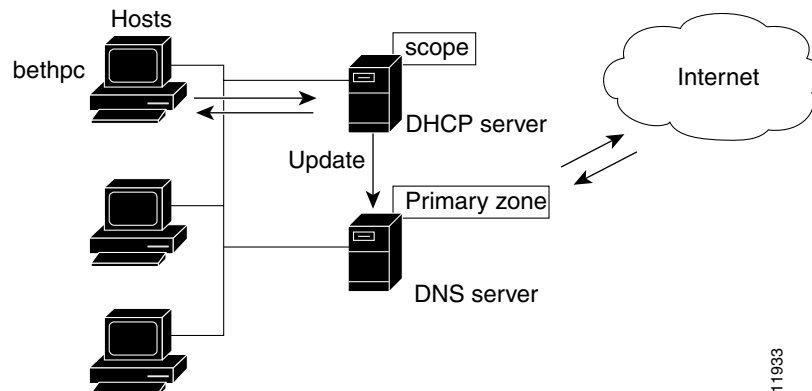 Hosts
bethpc
scope
DHCP server
Internet
Update
Primary zone
DNS server
11933